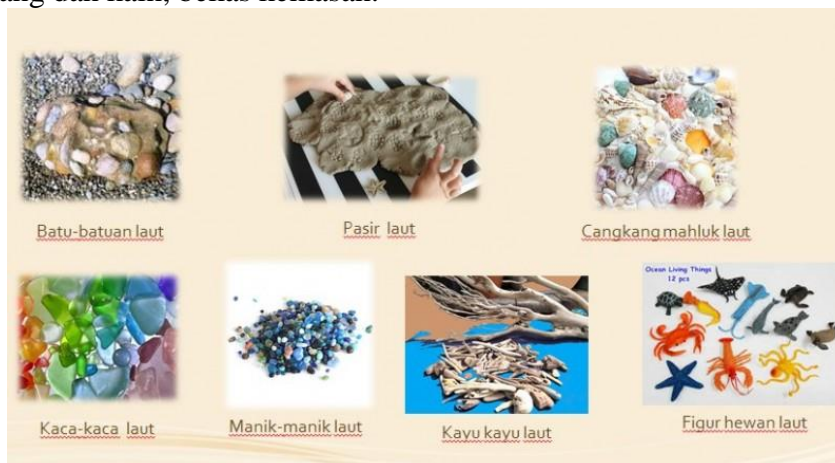 Batu-batuan laut
Pasir laut
Cangkang mahluk laut
Ocean Living Things
12 pcs
Kaca-kaca laut
Manik-manik laut
Kayu kayu laut
Figur hewan laut